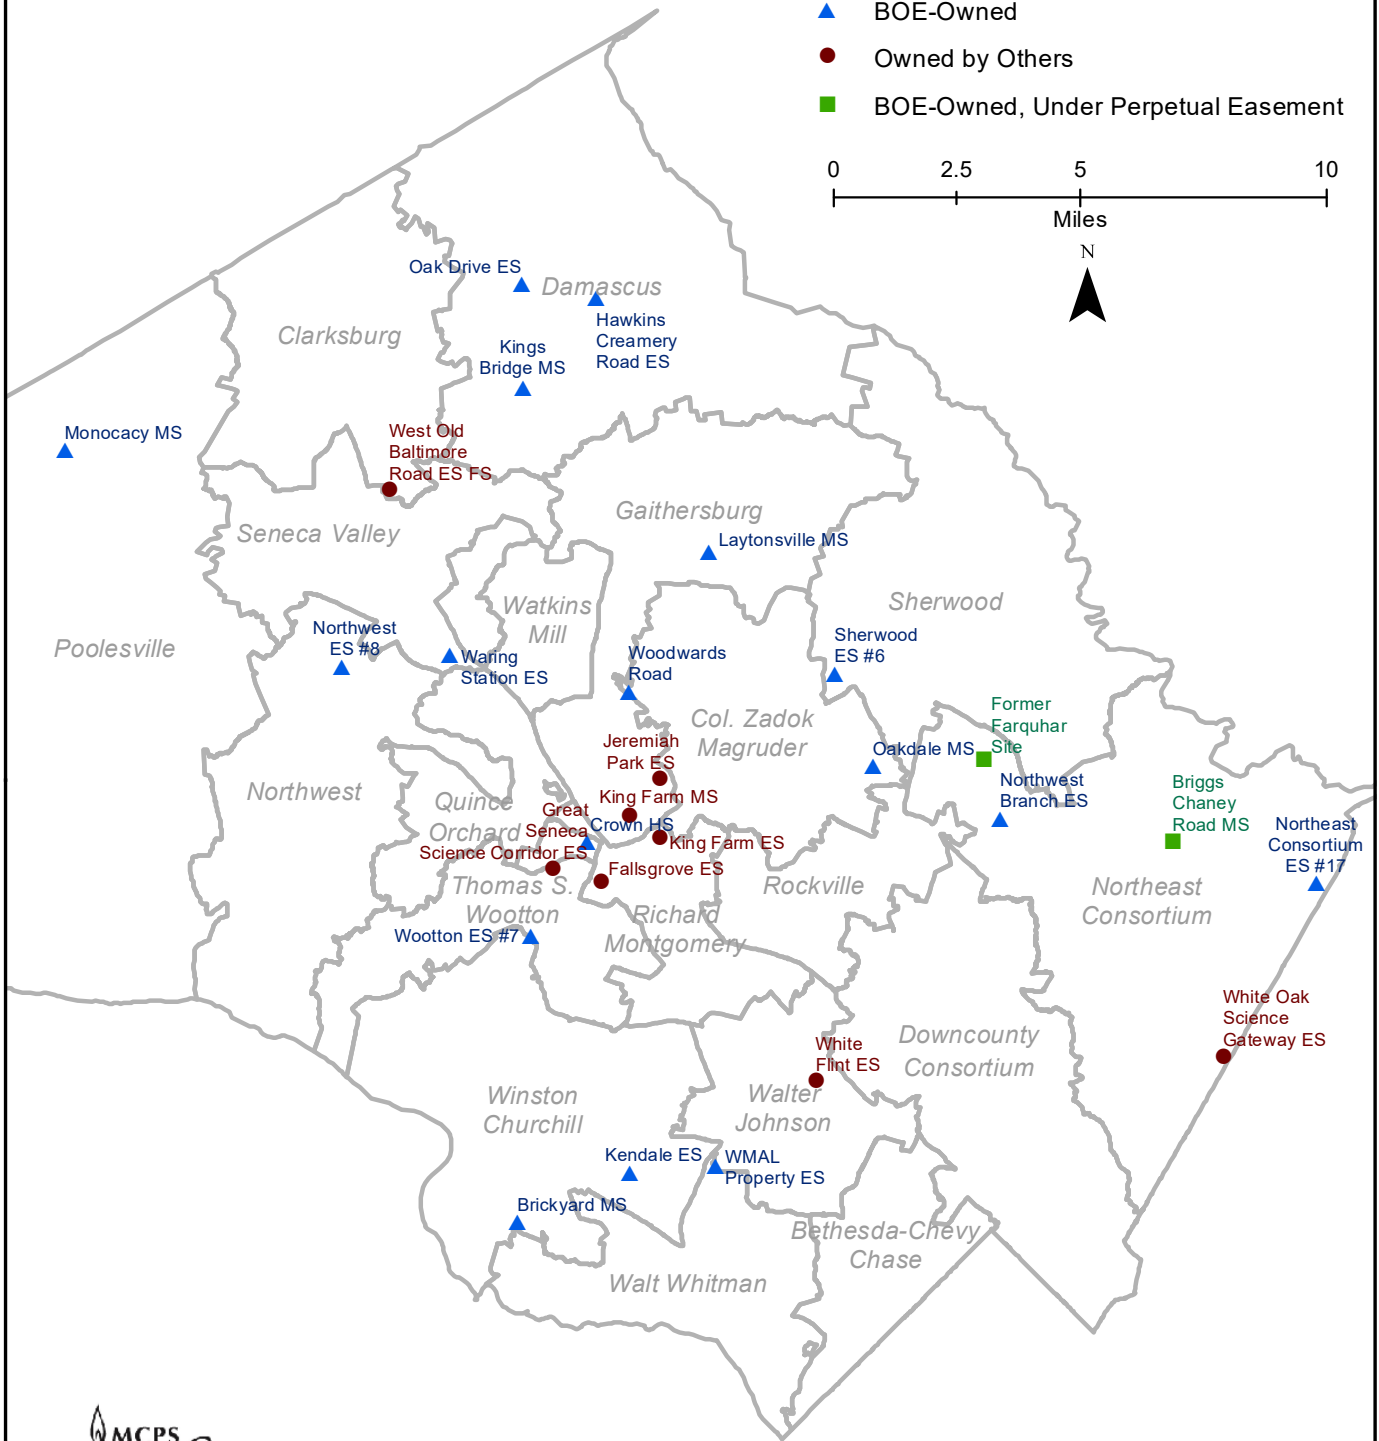 BOE-Owned
Owned by Others
BOE-Owned, Under Perpetual Easement
0 2.5 5 10
Miles
N
Oak Drive ES
Damascus
Hawkins
Creamery
Road ES
Clarksburg
Kings
Bridge MS
Monocacy MS
West Old
Baltimore
Road ES FS
Seneca Valley
Gaithersburg
Laytonsville MS
Watkins
Mill
Sherwood
Poolesville
Northwest
ES #8
Waring
Station ES
Woodwards
Road
Sherwood
ES #6
Col. Zadok
Magruder
Former
Farquhar
Site
Oakdale MS
Northwest
Branch ES
Jeremiah
Park ES
Northwest
Quince
Orchard
King Farm MS
Great
Seneca
Science Corridor ES
Crown HS
King Farm ES
Fallsgrove ES
Briggs
Chaney
Road MS
Northeast
Consortium
ES #17
Thomas S.
Wootton
Rockville
Northeast
Consortium
Richard
Montgomery
Wootton ES #7
White Oak
Science
Gateway ES
Downcounty
Consortium
White
Flint ES
Winston
Churchill
Walter
Johnson
Kendale ES
WMAL
Property ES
Brickyard MS
Bethesda-Chevy
Chase
Walt Whitman
MCPS